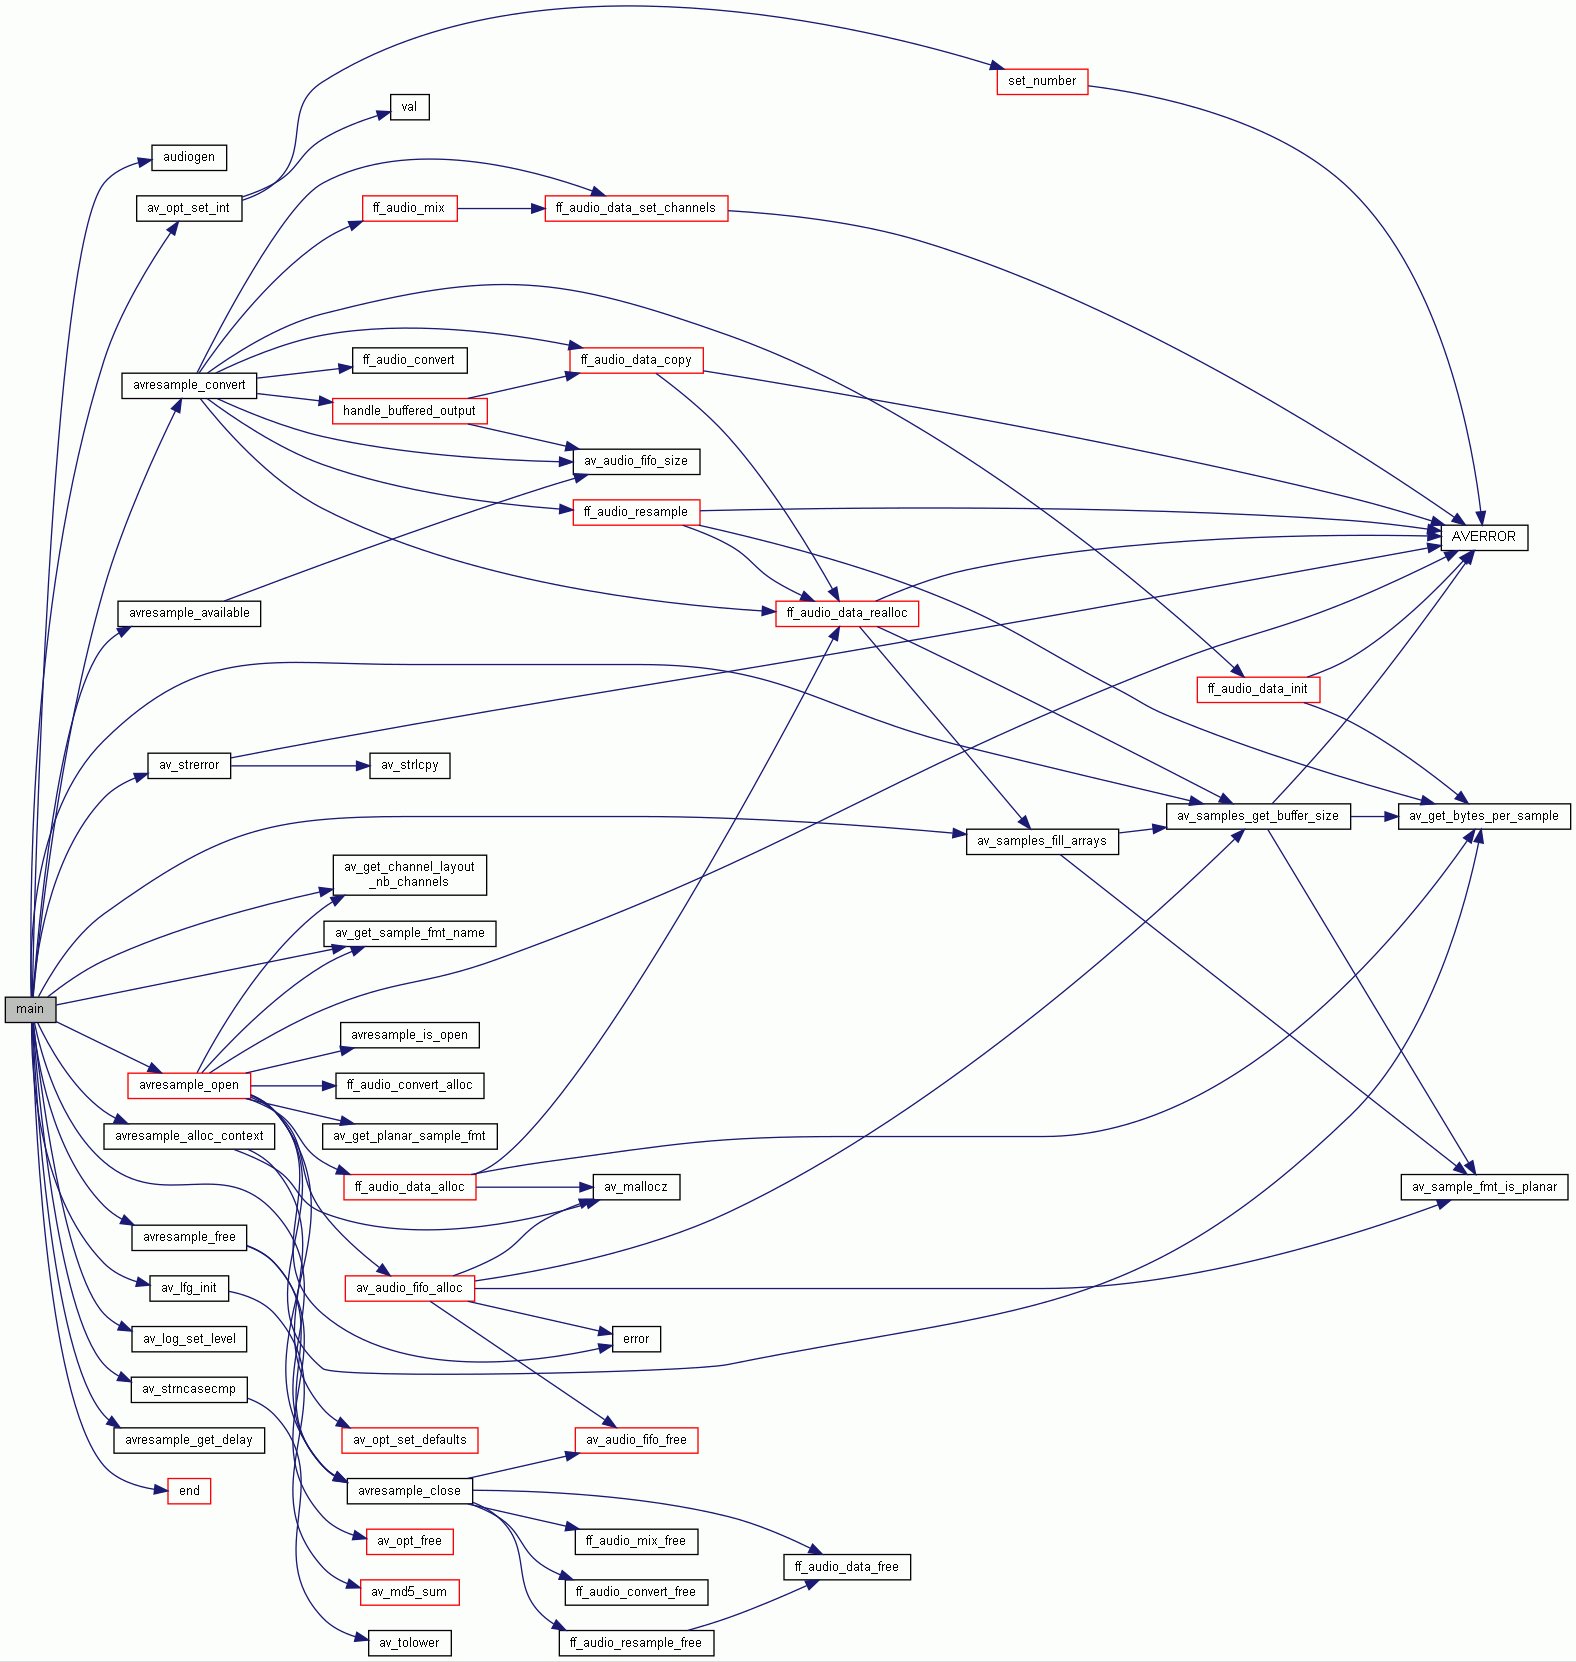 set_number
val
audiogen
av_opt_set_int
ff_audio_mix
ff_audio_data_set_channels
ff_audio_convert
ff_audio_data_copy
avresample_convert
handle_buffered_output
av_audio_fifo_size
ff_audio_resample
AVERROR
avresample_available
ff_audio_data_realloc
ff_audio_data_init
av_strerror
av_strlcpy
av_samples_get_buffer_size
av_get_bytes_per_sample
av_samples_fill_arrays
av_get_channel_layout
_nb_channels
av_get_sample_fmt_name
main
avresample_is_open
avresample_open
ff_audio_convert_alloc
avresample_alloc_context
av_get_planar_sample_fmt
ff_audio_data_alloc
av_mallocz
av_sample_fmt_is_planar
avresample_free
av_lfg_init
av_audio_fifo_alloc
av_log_set_level
error
av_strncasecmp
avresample_get_delay
av_opt_set_defaults
av_audio_fifo_free
end
avresample_close
av_opt_free
ff_audio_mix_free
ff_audio_data_free
av_md5_sum
ff_audio_convert_free
av_tolower
ff_audio_resample_free